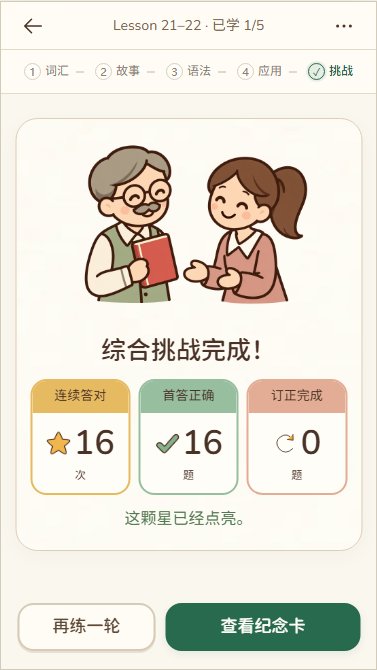 Lesson 21–22 · 已学 1/5
1 词汇 2 故事 3 语法 4 应用 挑战
综合挑战完成！
连续答对 首答正确 订正完成
16 16 0
次 题 题
这颗星已经点亮。
再练一轮 查看纪念卡